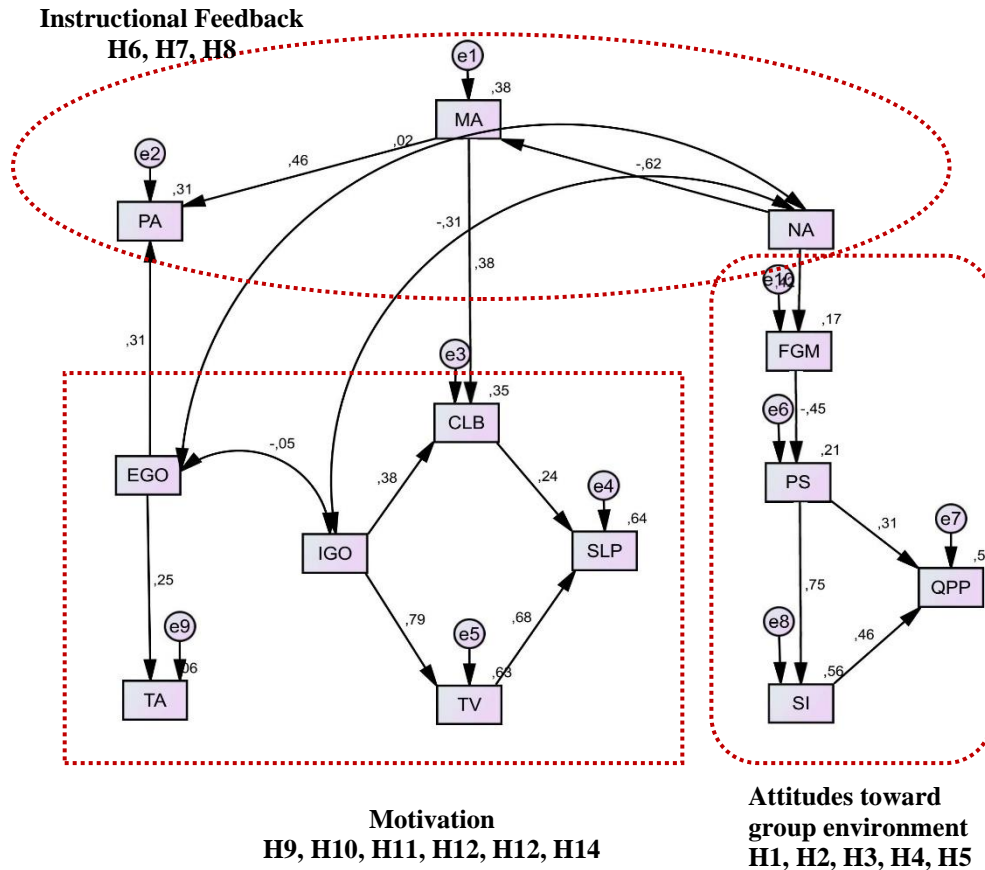 Instructional Feedback
H6, H7, H8
e1
,38
MA
e2
,46
,02
-,62
,31
PA
NA
-,31
,38
e10
,17
FGM
,31
e3
,35
CLB
e6
-,45
,21
PS
EGO
-,05
,38
,24
e4
,64
SLP
IGO
,31
e7
,5
QPP
,25
,79
,68
,75
e9
,06
TA
e5
,63
TV
e8
,46
,56
SI
Motivation
H9, H10, H11, H12, H12, H14
Attitudes toward
group environment
H1, H2, H3, H4, H5